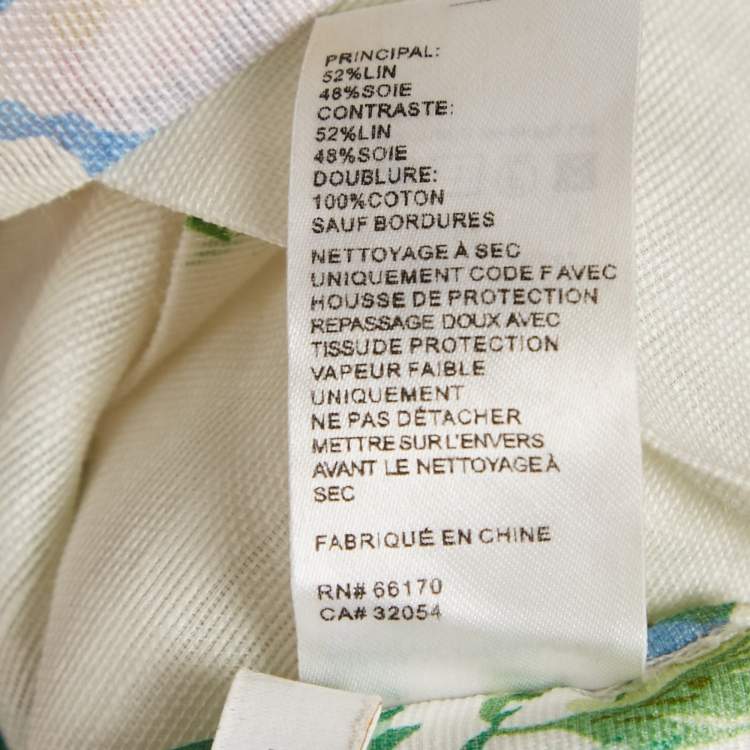 PRINCIPAL:
52%LIN
48%SOIE
CONTRASTE:
52%LIN
48%SOIE
DOUBLURE:
100%COTON
SAUF BORDURES
NETTOYAGE À SEC
UNIQUEMENT CODE F AVEC
HOUSSE DE PROTECTION
REPASSAGE DOUX AVEC
TISSU DE PROTECTION
VAPEUR FAIBLE
UNIQUEMENT
NE PAS DÉTACHER
METTRE SUR L'ENVERS
AVANT LE NETTOYAGE À
SEC
FABRIQUÉ EN CHINE
RN# 66170
CA# 32054